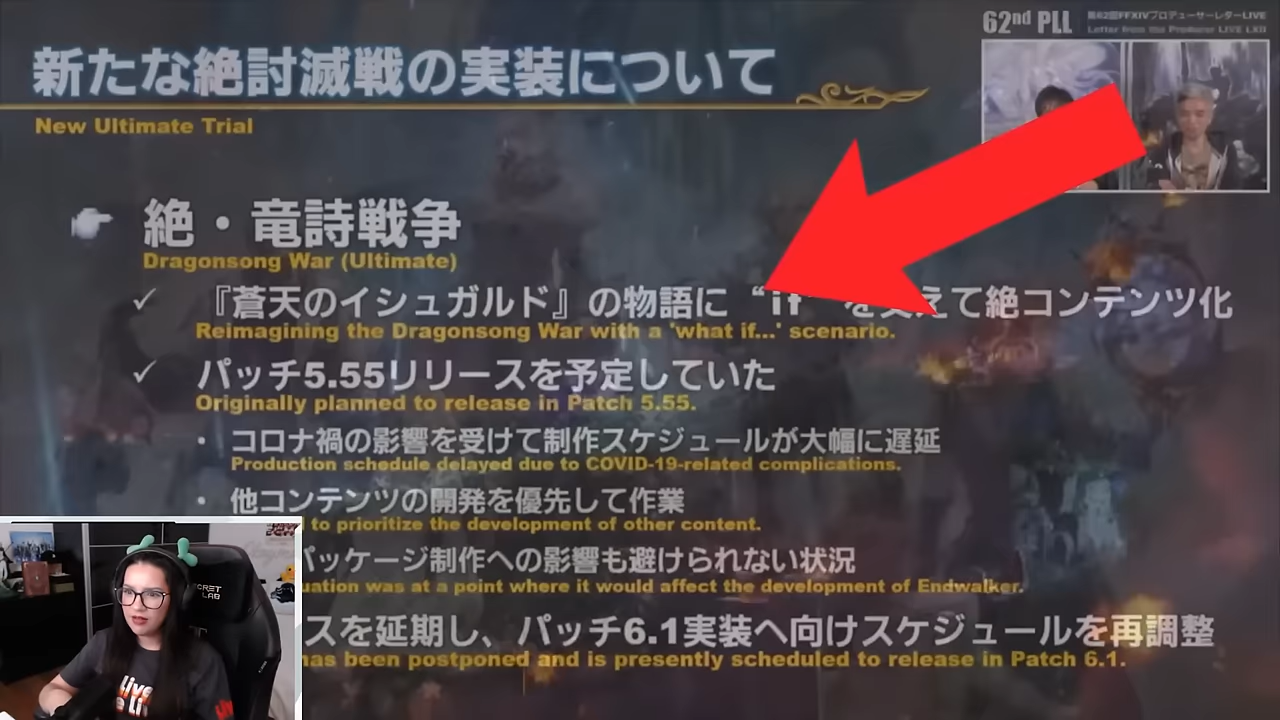 新たな絶討滅戦の実装について
New Ultimate Trial
62nd PLL
第62回FFXIVプロデューサーレターLIVE
Letter from the Producer LIVE LXII
絶・竜詩戦争
Dragonsong War (Ultimate)
✓ 『蒼天のイシュガルド』の物語に “if” を えて絶コンテンツ化
Reimagining the Dragonsong War with a 'what if...' scenario.
✓ パッチ5.55リリースを予定していた
Originally planned to release in Patch 5.55.
・ コロナ禍の影響を受けて制作スケジュールが大幅に遅延
Production schedule delayed due to COVID-19-related complications.
・ 他コンテンツの開発を優先して作業
to prioritize the development of other content.
パッケージ制作への影響も避けられない状況
uation was at a point where it would affect the development of Endwalker.
スを延期し、パッチ6.1実装へ向けスケジュールを再調整
has been postponed and is presently scheduled to release in Patch 6.1.
SECRET
LAB
Live